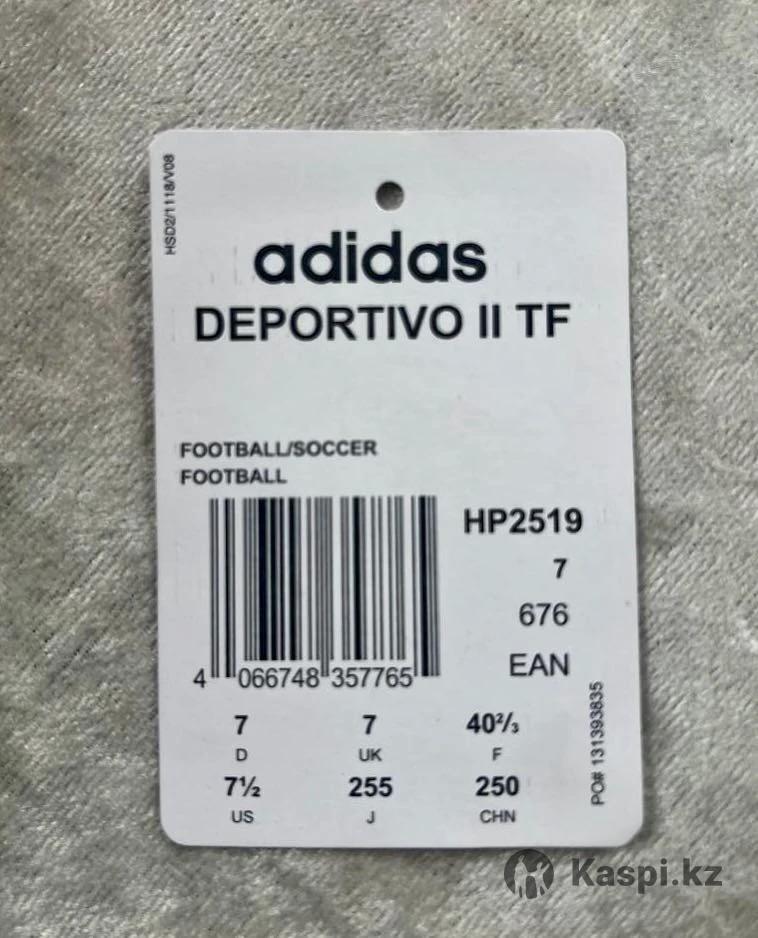 HSD2/1118/V08
adidas
DEPORTIVO II TF
FOOTBALL/SOCCER
FOOTBALL
HP2519
7
676
EAN
4 066748 357765
7 7 40⅔
D UK F
7½ 255 250
US J CHN
PO# 131393835
Kaspi.kz